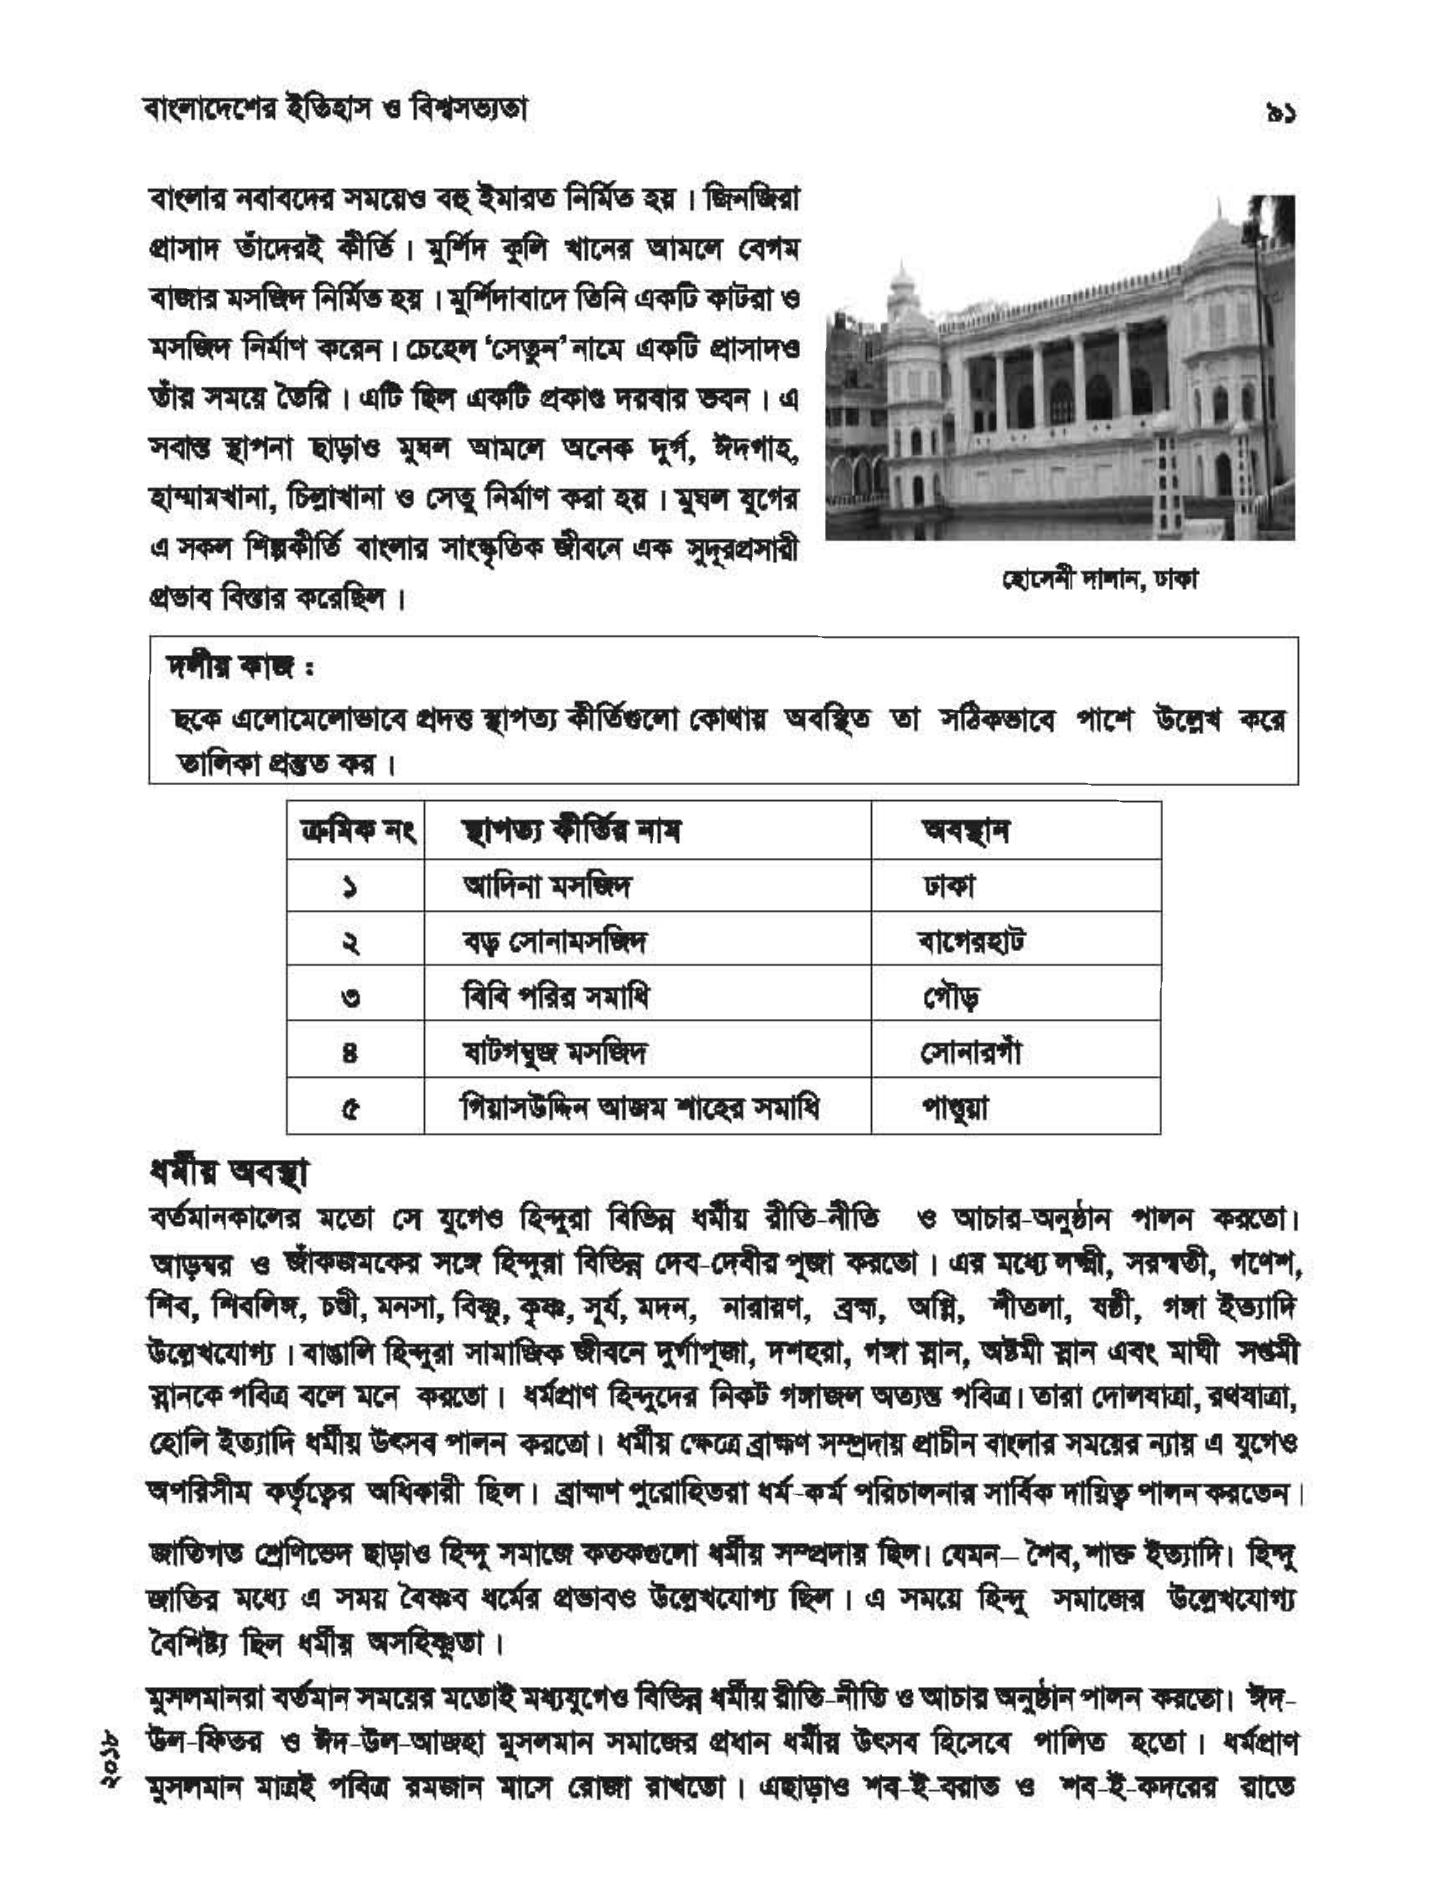 বাংলাদেশের ইতিহাস ও বিশ্বসভ্যতা
৯১
বাংলার নবাবদের সময়েও বহু ইমারত নির্মিত হয়। জিনজিরা
প্রাসাদ তাঁদেরই কীর্তি। মুর্শিদ কুলি খানের আমলে বেগম
বাজার মসজিদ নির্মিত হয়। মুর্শিদাবাদে তিনি একটি কাটরা ও
মসজিদ নির্মাণ করেন। চেহেল ‘সেতুন’ নামে একটি প্রাসাদও
তাঁর সময়ে তৈরি। এটি ছিল একটি প্রকাণ্ড দরবার ভবন। এ
সবাস্ত স্থাপনা ছাড়াও মুঘল আমলে অনেক দুর্গ, ঈদগাহ,
হাম্মামখানা, চিল্লাখানা ও সেতু নির্মাণ করা হয়। মুঘল যুগের
এ সকল শিল্পকীর্তি বাংলার সাংস্কৃতিক জীবনে এক সুদূরপ্রসারী
প্রভাব বিস্তার করেছিল।
হোসেনী দালান, ঢাকা
দলীয় কাজ :
ছকে এলোমেলোভাবে প্রদত্ত স্থাপত্য কীর্তিগুলো কোথায় অবস্থিত তা সঠিকভাবে পাশে উল্লেখ করে
তালিকা প্রস্তুত কর।
ক্রমিক নং স্থাপত্য কীর্তির নাম অবস্থান
১ আদিনা মসজিদ ঢাকা
২ বড় সোনামসজিদ বাগেরহাট
৩ বিবি পরির সমাধি গৌড়
৪ ষাটগম্বুজ মসজিদ সোনারগাঁ
৫ গিয়াসউদ্দিন আজম শাহের সমাধি পাণ্ডুয়া
ধর্মীয় অবস্থা
বর্তমানকালের মতো সে যুগেও হিন্দুরা বিভিন্ন ধর্মীয় রীতি-নীতি ও আচার-অনুষ্ঠান পালন করতো।
আড়ম্বর ও জাঁকজমকের সঙ্গে হিন্দুরা বিভিন্ন দেব-দেবীর পূজা করতো। এর মধ্যে লক্ষ্মী, সরস্বতী, গণেশ,
শিব, শিবলিঙ্গ, চণ্ডী, মনসা, বিষ্ণু, কৃষ্ণ, সূর্য, মদন, নারায়ণ, ব্রহ্ম, অগ্নি, শীতলা, ষষ্ঠী, গঙ্গা ইত্যাদি
উল্লেখযোগ্য। বাঙালি হিন্দুরা সামাজিক জীবনে দুর্গাপূজা, দশহরা, গঙ্গা স্নান, অষ্টমী স্নান এবং মাঘী সপ্তমী
স্নানকে পবিত্র বলে মনে করতো। ধর্মপ্রাণ হিন্দুদের নিকট গঙ্গাজল অত্যন্ত পবিত্র। তারা দোলযাত্রা, রথযাত্রা,
হোলি ইত্যাদি ধর্মীয় উৎসব পালন করতো। ধর্মীয় ক্ষেত্রে ব্রাহ্মণ সম্প্রদায় প্রাচীন বাংলার সময়ের ন্যায় এ যুগেও
অপরিসীম কর্তৃত্বের অধিকারী ছিল। ব্রাহ্মণ পুরোহিতরা ধর্ম-কর্ম পরিচালনার সার্বিক দায়িত্ব পালন করতেন।
জাতিগত শ্রেণিভেদ ছাড়াও হিন্দু সমাজে কতকগুলো ধর্মীয় সম্প্রদায় ছিল। যেমন– শৈব, শাক্ত ইত্যাদি। হিন্দু
জাতির মধ্যে এ সময় বৈষ্ণব ধর্মের প্রভাবও উল্লেখযোগ্য ছিল। এ সময়ে হিন্দু সমাজের উল্লেখযোগ্য
বৈশিষ্ট্য ছিল ধর্মীয় অসহিষ্ণুতা।
মুসলমানরা বর্তমান সময়ের মতোই মধ্যযুগেও বিভিন্ন ধর্মীয় রীতি-নীতি ও আচার অনুষ্ঠান পালন করতো। ঈদ-
উল-ফিতর ও ঈদ-উল-আজহা মুসলমান সমাজের প্রধান ধর্মীয় উৎসব হিসেবে পালিত হতো। ধর্মপ্রাণ
মুসলমান মাত্রই পবিত্র রমজান মাসে রোজা রাখতো। এছাড়াও শব-ই-বরাত ও শব-ই-কদরের রাতে
২০১৮